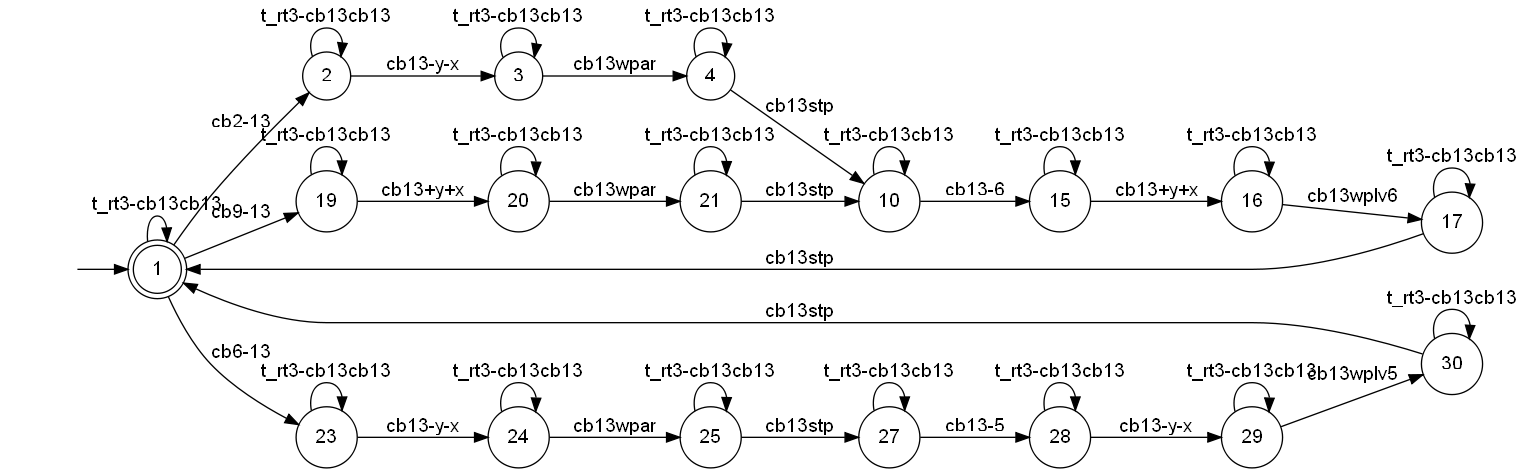 t_rt3-cb13cb13 t_rt3-cb13cb13 t_rt3-cb13cb13
2 cb13-y-x 3 cb13wpar 4
cb13stp
cb2-13
t_rt3-cb13cb13 t_rt3-cb13cb13 t_rt3-cb13cb13 t_rt3-cb13cb13 t_rt3-cb13cb13 t_rt3-cb13cb13
t_rt3-cb13cb13
19 cb13+y+x 20 cb13wpar 21 cb13stp 10 cb13-6 15 cb13+y+x 16 cb13wplv6 17
t_rt3-cb13cb13 cb9-13
1 cb13stp
cb13stp
t_rt3-cb13cb13
cb6-13
t_rt3-cb13cb13 t_rt3-cb13cb13 t_rt3-cb13cb13 t_rt3-cb13cb13 t_rt3-cb13cb13 t_rt3-cb13cb13 cb13wplv5 30
23 cb13-y-x 24 cb13wpar 25 cb13stp 27 cb13-5 28 cb13-y-x 29